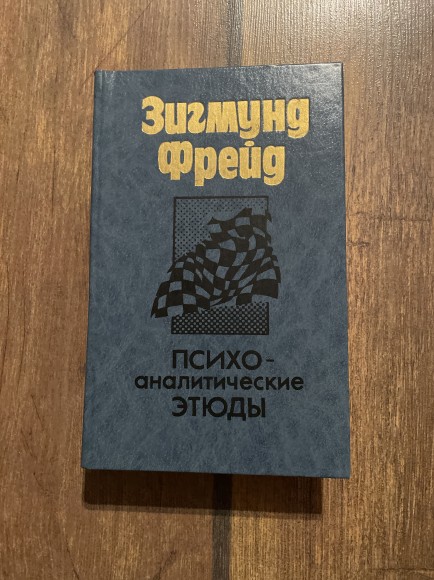 Зигмунд
Фрейд
ПСИХО-
аналитические
ЭТЮДЫ